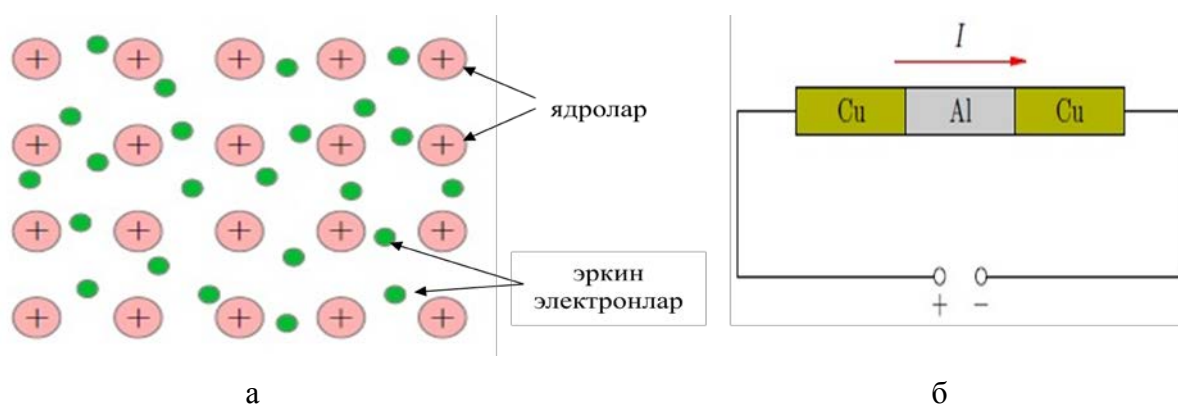 + + + + +
+ + + + +
+ + + + +
+ + + + +
ядролар
эркин
электронлар
I
Cu Al Cu
+ −
а
б